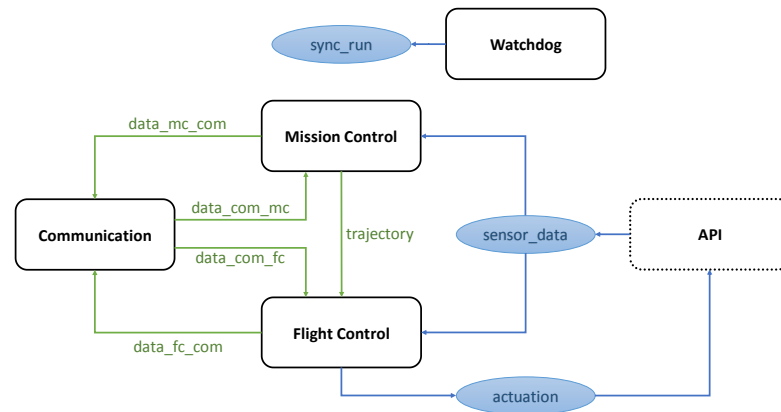 sync_run
Watchdog
data_mc_com
Mission Control
data_com_mc
Communication
trajectory
sensor_data
API
data_com_fc
Flight Control
data_fc_com
actuation